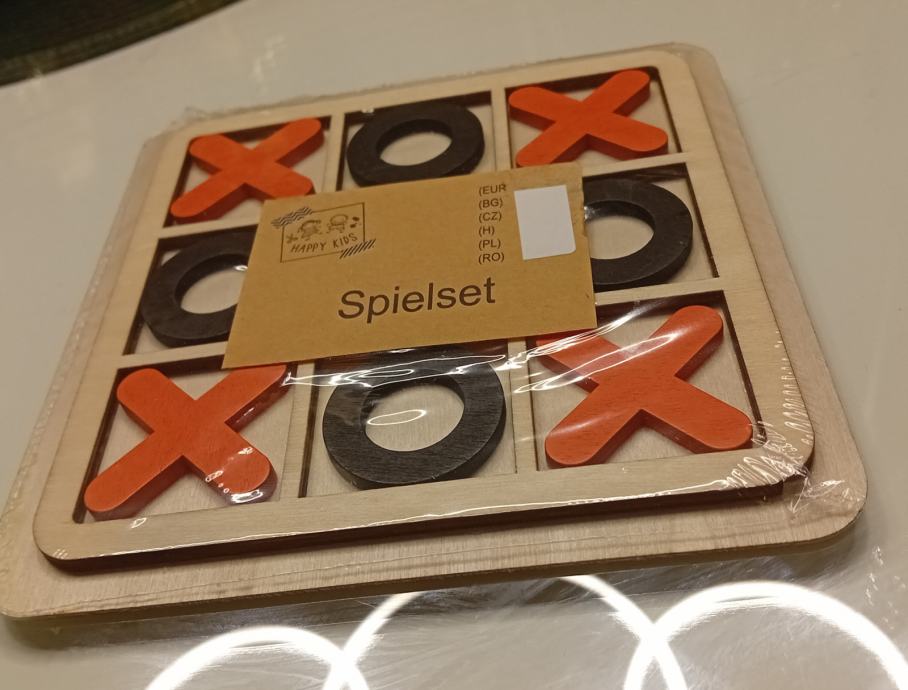 HAPPY KIDS
(EUR
(BG)
(CZ)
(H)
(PL)
(RO)
Spielset